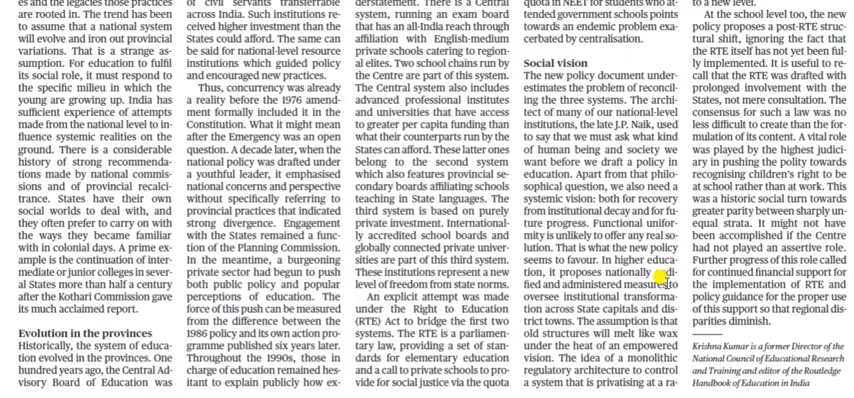 es and the legacies those practices
are rooted in. The trend has been
to assume that a national system
will evolve and iron out provincial
variations. That is a strange as-
sumption. For education to fulfil
its social role, it must respond to
the specific milieu in which the
young are growing up. India has
sufficient experience of attempts
made from the national level to in-
fluence systemic realities on the
ground. There is a considerable
history of strong recommenda-
tions made by national commis-
sions and of provincial recalci-
trance. States have their own
social worlds to deal with, and
they often prefer to carry on with
the ways they became familiar
with in colonial days. A prime ex-
ample is the continuation of inter-
mediate or junior colleges in sever-
al States more than half a century
after the Kothari Commission gave
its much acclaimed report.
Evolution in the provinces
Historically, the system of educa-
tion evolved in the provinces. One
hundred years ago, the Central Ad-
visory Board of Education was
of civil servants transferrable
across India. Such institutions re-
ceived higher investment than the
States could afford. The same can
be said for national-level resource
institutions which guided policy
and encouraged new practices.
Thus, concurrency was already
a reality before the 1976 amend-
ment formally included it in the
Constitution. What it might mean
after the Emergency was an open
question. A decade later, when the
national policy was drafted under
a youthful leader, it emphasised
national concerns and perspective
without specifically referring to
provincial practices that indicated
strong divergence. Engagement
with the States remained a func-
tion of the Planning Commission.
In the meantime, a burgeoning
private sector had begun to push
both public policy and popular
perceptions of education. The
force of this push can be measured
from the difference between the
1986 policy and its own action pro-
gramme published six years later.
Throughout the 1990s, those in
charge of education remained hes-
itant to explain publicly how ex-
derstatement. There is a Central
system, running an exam board
that has an all-India reach through
affiliation with English-medium
private schools catering to region-
al elites. Two school chains run by
the Centre are part of this system.
The Central system also includes
advanced professional institutes
and universities that have access
to greater per capita funding than
what their counterparts run by the
States can afford. These latter ones
belong to the second system
which also features provincial se-
condary boards affiliating schools
teaching in State languages. The
third system is based on purely
private investment. International-
ly accredited school boards and
globally connected private univer-
sities are part of this third system.
These institutions represent a new
level of freedom from state norms.
An explicit attempt was made
under the Right to Education
(RTE) Act to bridge the first two
systems. The RTE is a parliamen-
tary law, providing a set of stan-
dards for elementary education
and a call to private schools to pro-
vide for social justice via the quota
quota in NEET for students who at-
tended government schools points
towards an endemic problem exa-
cerbated by centralisation.
Social vision
The new policy document under-
estimates the problem of reconcil-
ing the three systems. The archi-
tect of many of our national-level
institutions, the late J.P. Naik, used
to say that we must ask what kind
of human being and society we
want before we draft a policy in
education. Apart from that philo-
sophical question, we also need a
systemic vision: both for recovery
from institutional decay and for fu-
ture progress. Functional unifor-
mity is unlikely to offer any real so-
lution. That is what the new policy
seems to favour. In higher educa-
tion, it proposes nationally di-
fied and administered measures to
oversee institutional transforma-
tion across State capitals and dis-
trict towns. The assumption is that
old structures will melt like wax
under the heat of an empowered
vision. The idea of a monolithic
regulatory architecture to control
a system that is privatising at a ra-
to a new level.
At the school level too, the new
policy proposes a post-RTE struc-
tural shift, ignoring the fact that
the RTE itself has not yet been ful-
ly implemented. It is useful to re-
call that the RTE was drafted with
prolonged involvement with the
States, not mere consultation. The
consensus for such a law was no
less difficult to create than the for-
mulation of its content. A vital role
was played by the highest judici-
ary in pushing the polity towards
recognising children's right to be
at school rather than at work. This
was a historic social turn towards
greater parity between sharply un-
equal strata. It might not have
been accomplished if the Centre
had not played an assertive role.
Further progress of this role called
for continued financial support for
the implementation of RTE and
policy guidance for the proper use
of this support so that regional dis-
parities diminish.
Krishna Kumar is a former Director of the
National Council of Educational Research
and Training and editor of the Routledge
Handbook of Education in India